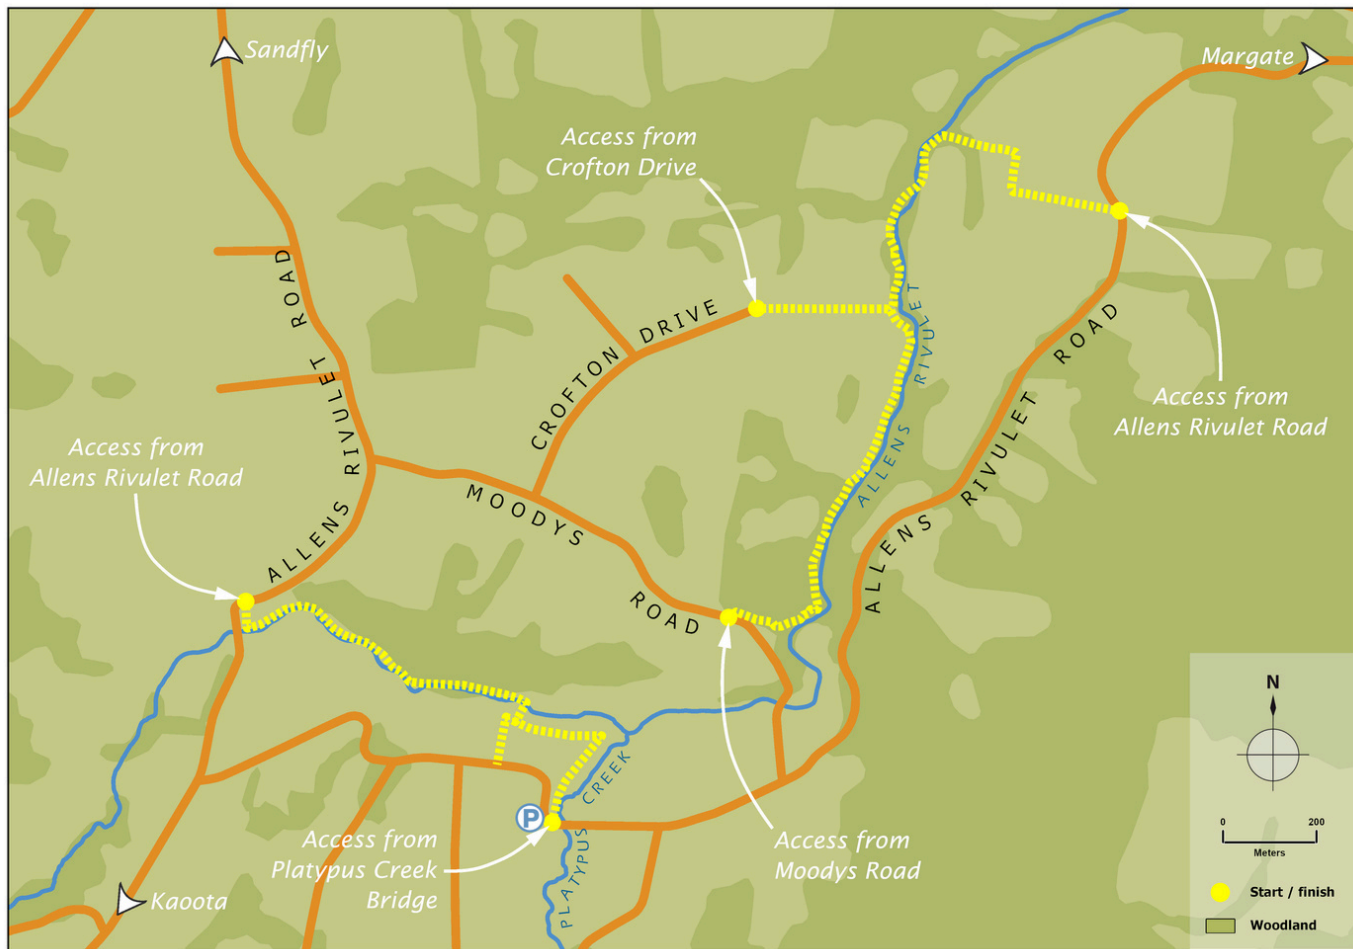 Sandfly
Margate
Access from
Crofton Drive
ALLENS RIVULET ROAD
CROFTON DRIVE
ALLENS RIVULET
ALLENS RIVULET ROAD
Access from
Allens Rivulet Road
Access from
Allens Rivulet Road
MOODYS ROAD
P
PLATYPUS CREEK
Access from
Platypus Creek
Bridge
Access from
Moodys Road
Kaoota
N
0 200
Meters
Start / finish
Woodland